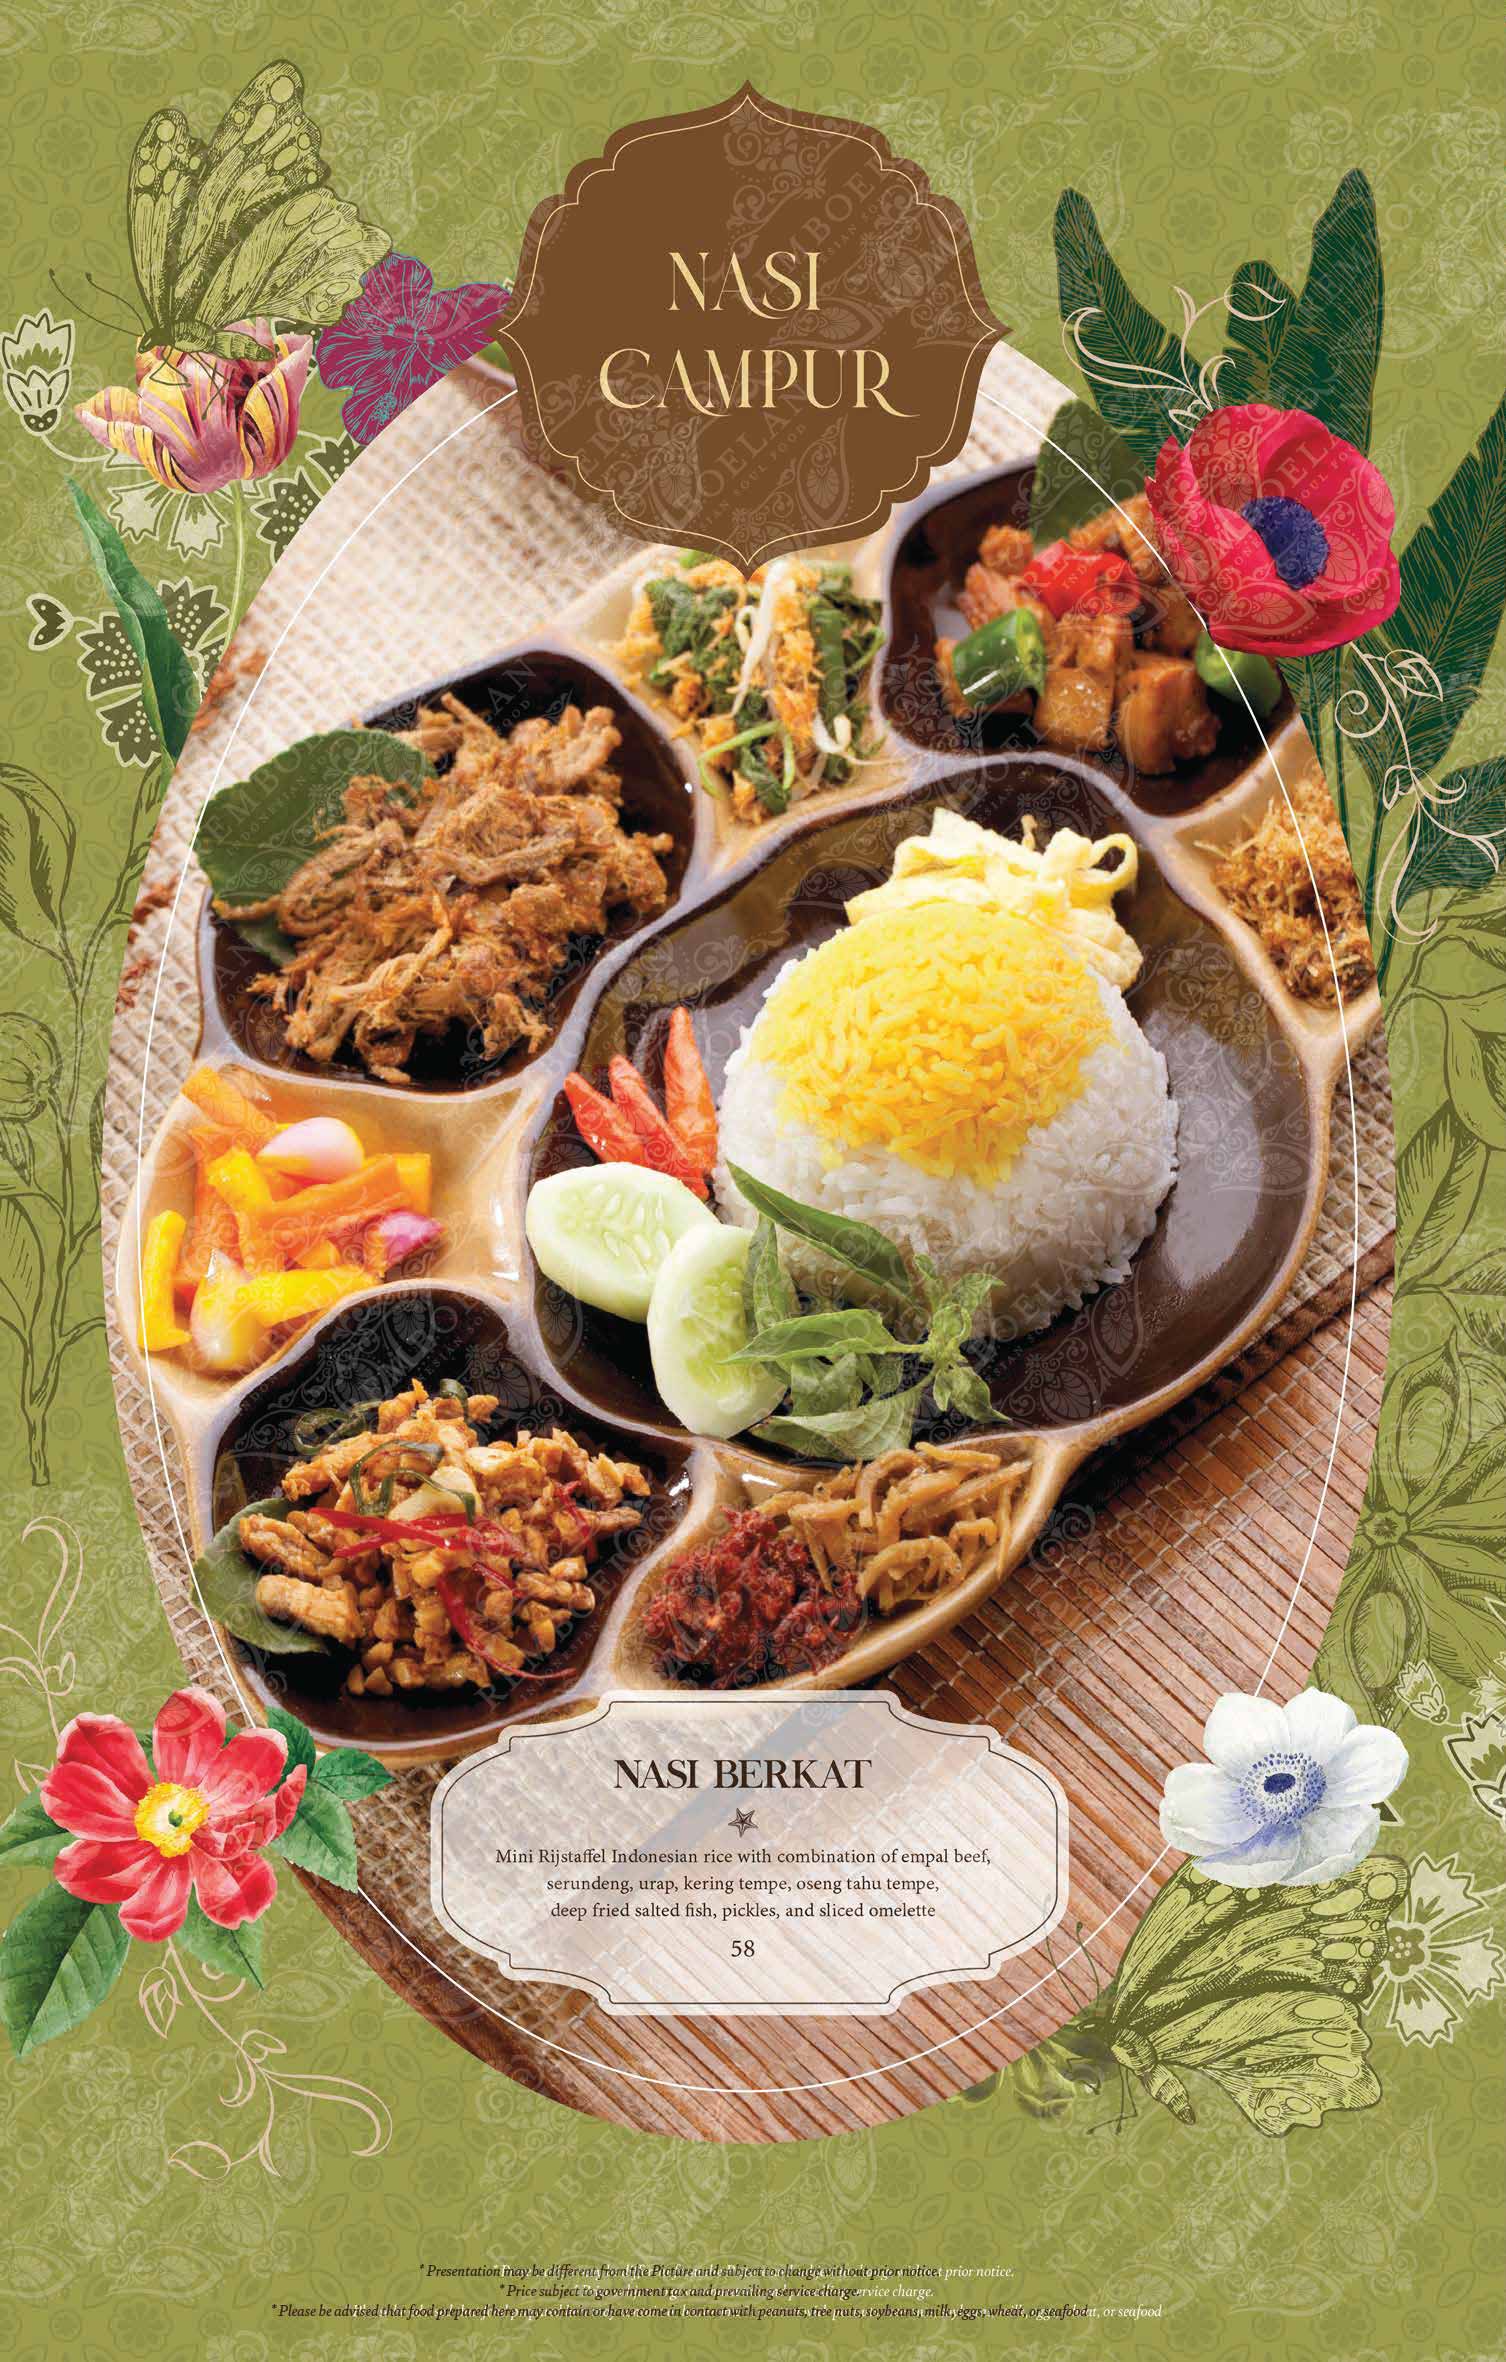 NASI
CAMPUR
NASI BERKAT
Mini Rijstaffel Indonesian rice with combination of empal beef,
serundeng, urap, kering tempe, oseng tahu tempe,
deep fried salted fish, pickles, and sliced omelette
58
* Presentation may be different from the Picture and Subject to change without prior notice.
* Price subject to government tax and prevailing service charge.
* Please be advised that food prepared here may contain or have come in contact with peanuts, tree nuts, soybeans, milk, eggs, wheat, or seafood
REMBOELAN
INDONESIAN SOUL FOOD